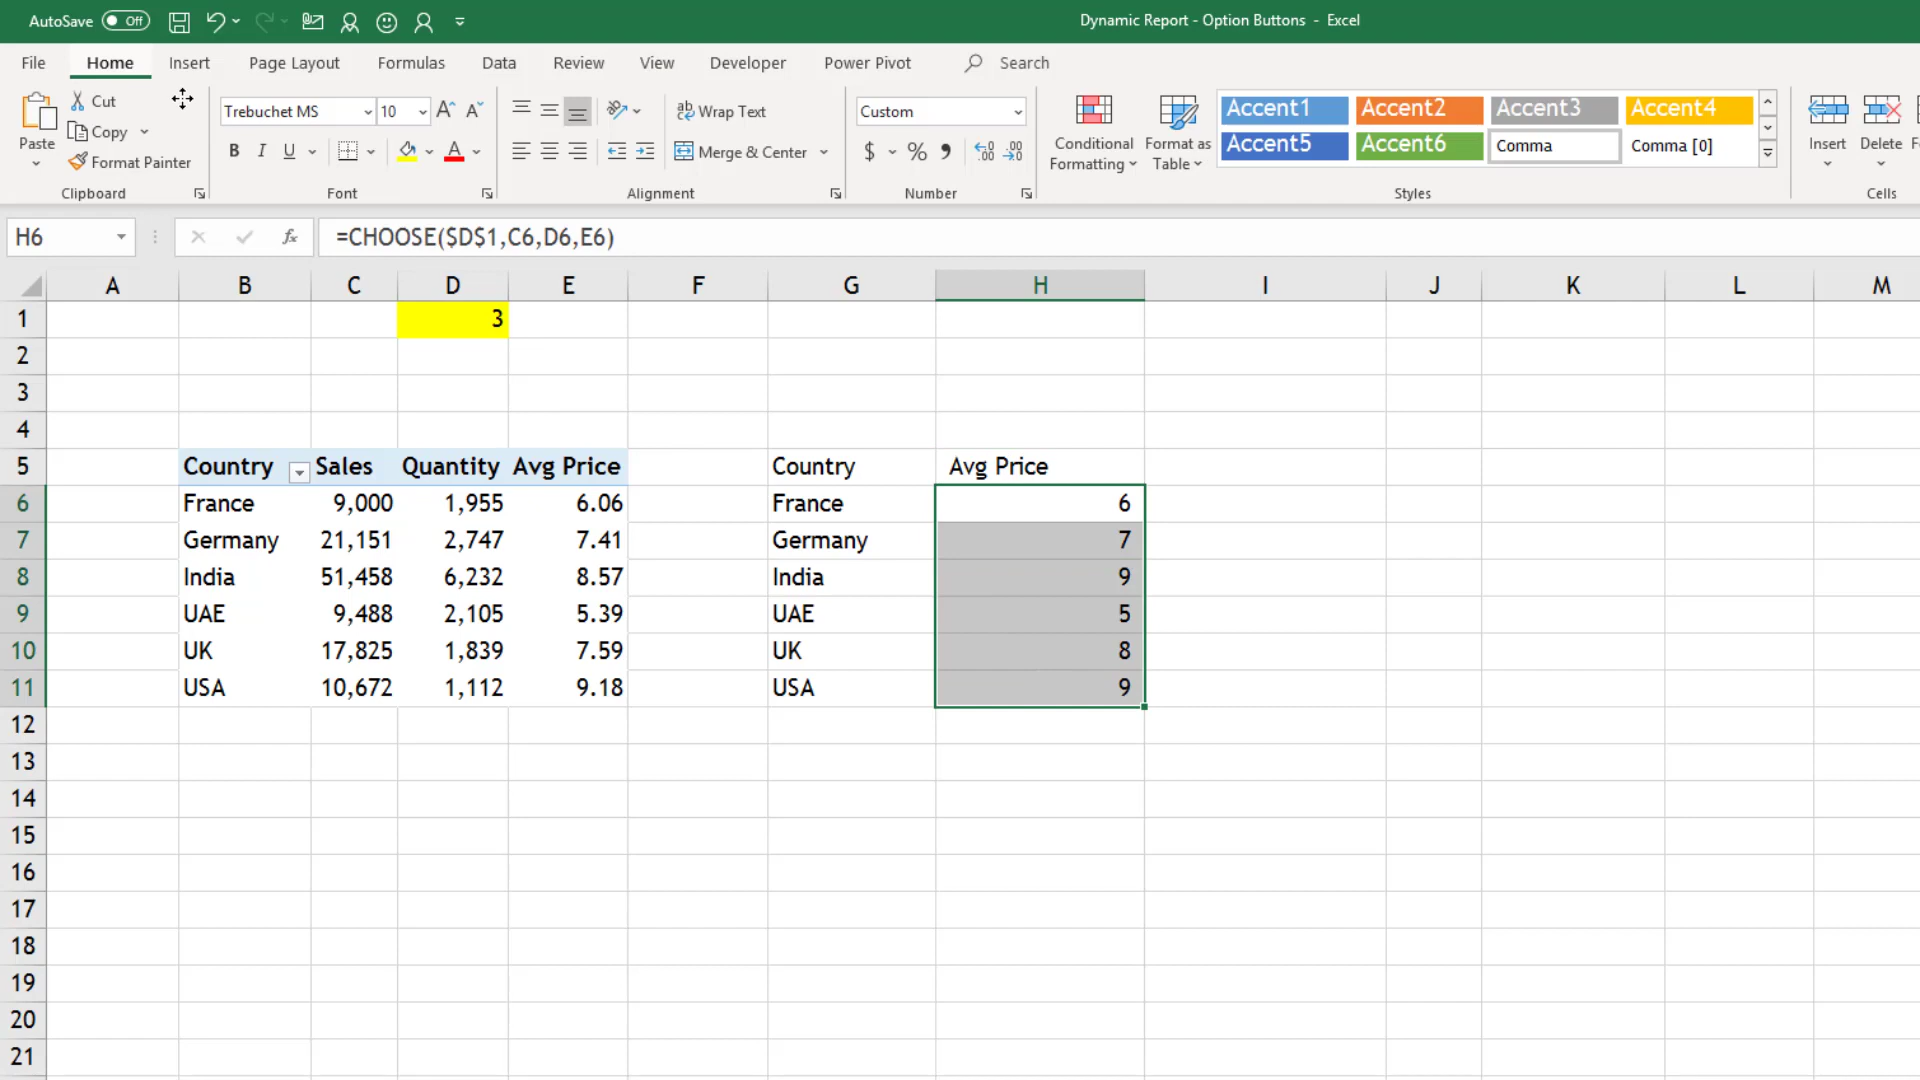 AutoSave Off Dynamic Report - Option Buttons - Excel
File Home Insert Page Layout Formulas Data Review View Developer Power Pivot Search
Paste
Cut
Copy
Format Painter
Clipboard
Trebuchet MS 10
B I U
Font
Wrap Text
Merge & Center
Alignment
Custom
$ % ,
Number
Conditional Formatting
Format as Table
Accent1 Accent2 Accent3 Accent4
Accent5 Accent6 Comma Comma [0]
Styles
Insert Delete
Cells
H6 fx =CHOOSE($D$1,C6,D6,E6)
A B C D E F G H I J K L M
1 3
2
3
4
5 Country Sales Quantity Avg Price Country Avg Price
6 France 9,000 1,955 6.06 France 6
7 Germany 21,151 2,747 7.41 Germany 7
8 India 51,458 6,232 8.57 India 9
9 UAE 9,488 2,105 5.39 UAE 5
10 UK 17,825 1,839 7.59 UK 8
11 USA 10,672 1,112 9.18 USA 9
12
13
14
15
16
17
18
19
20
21